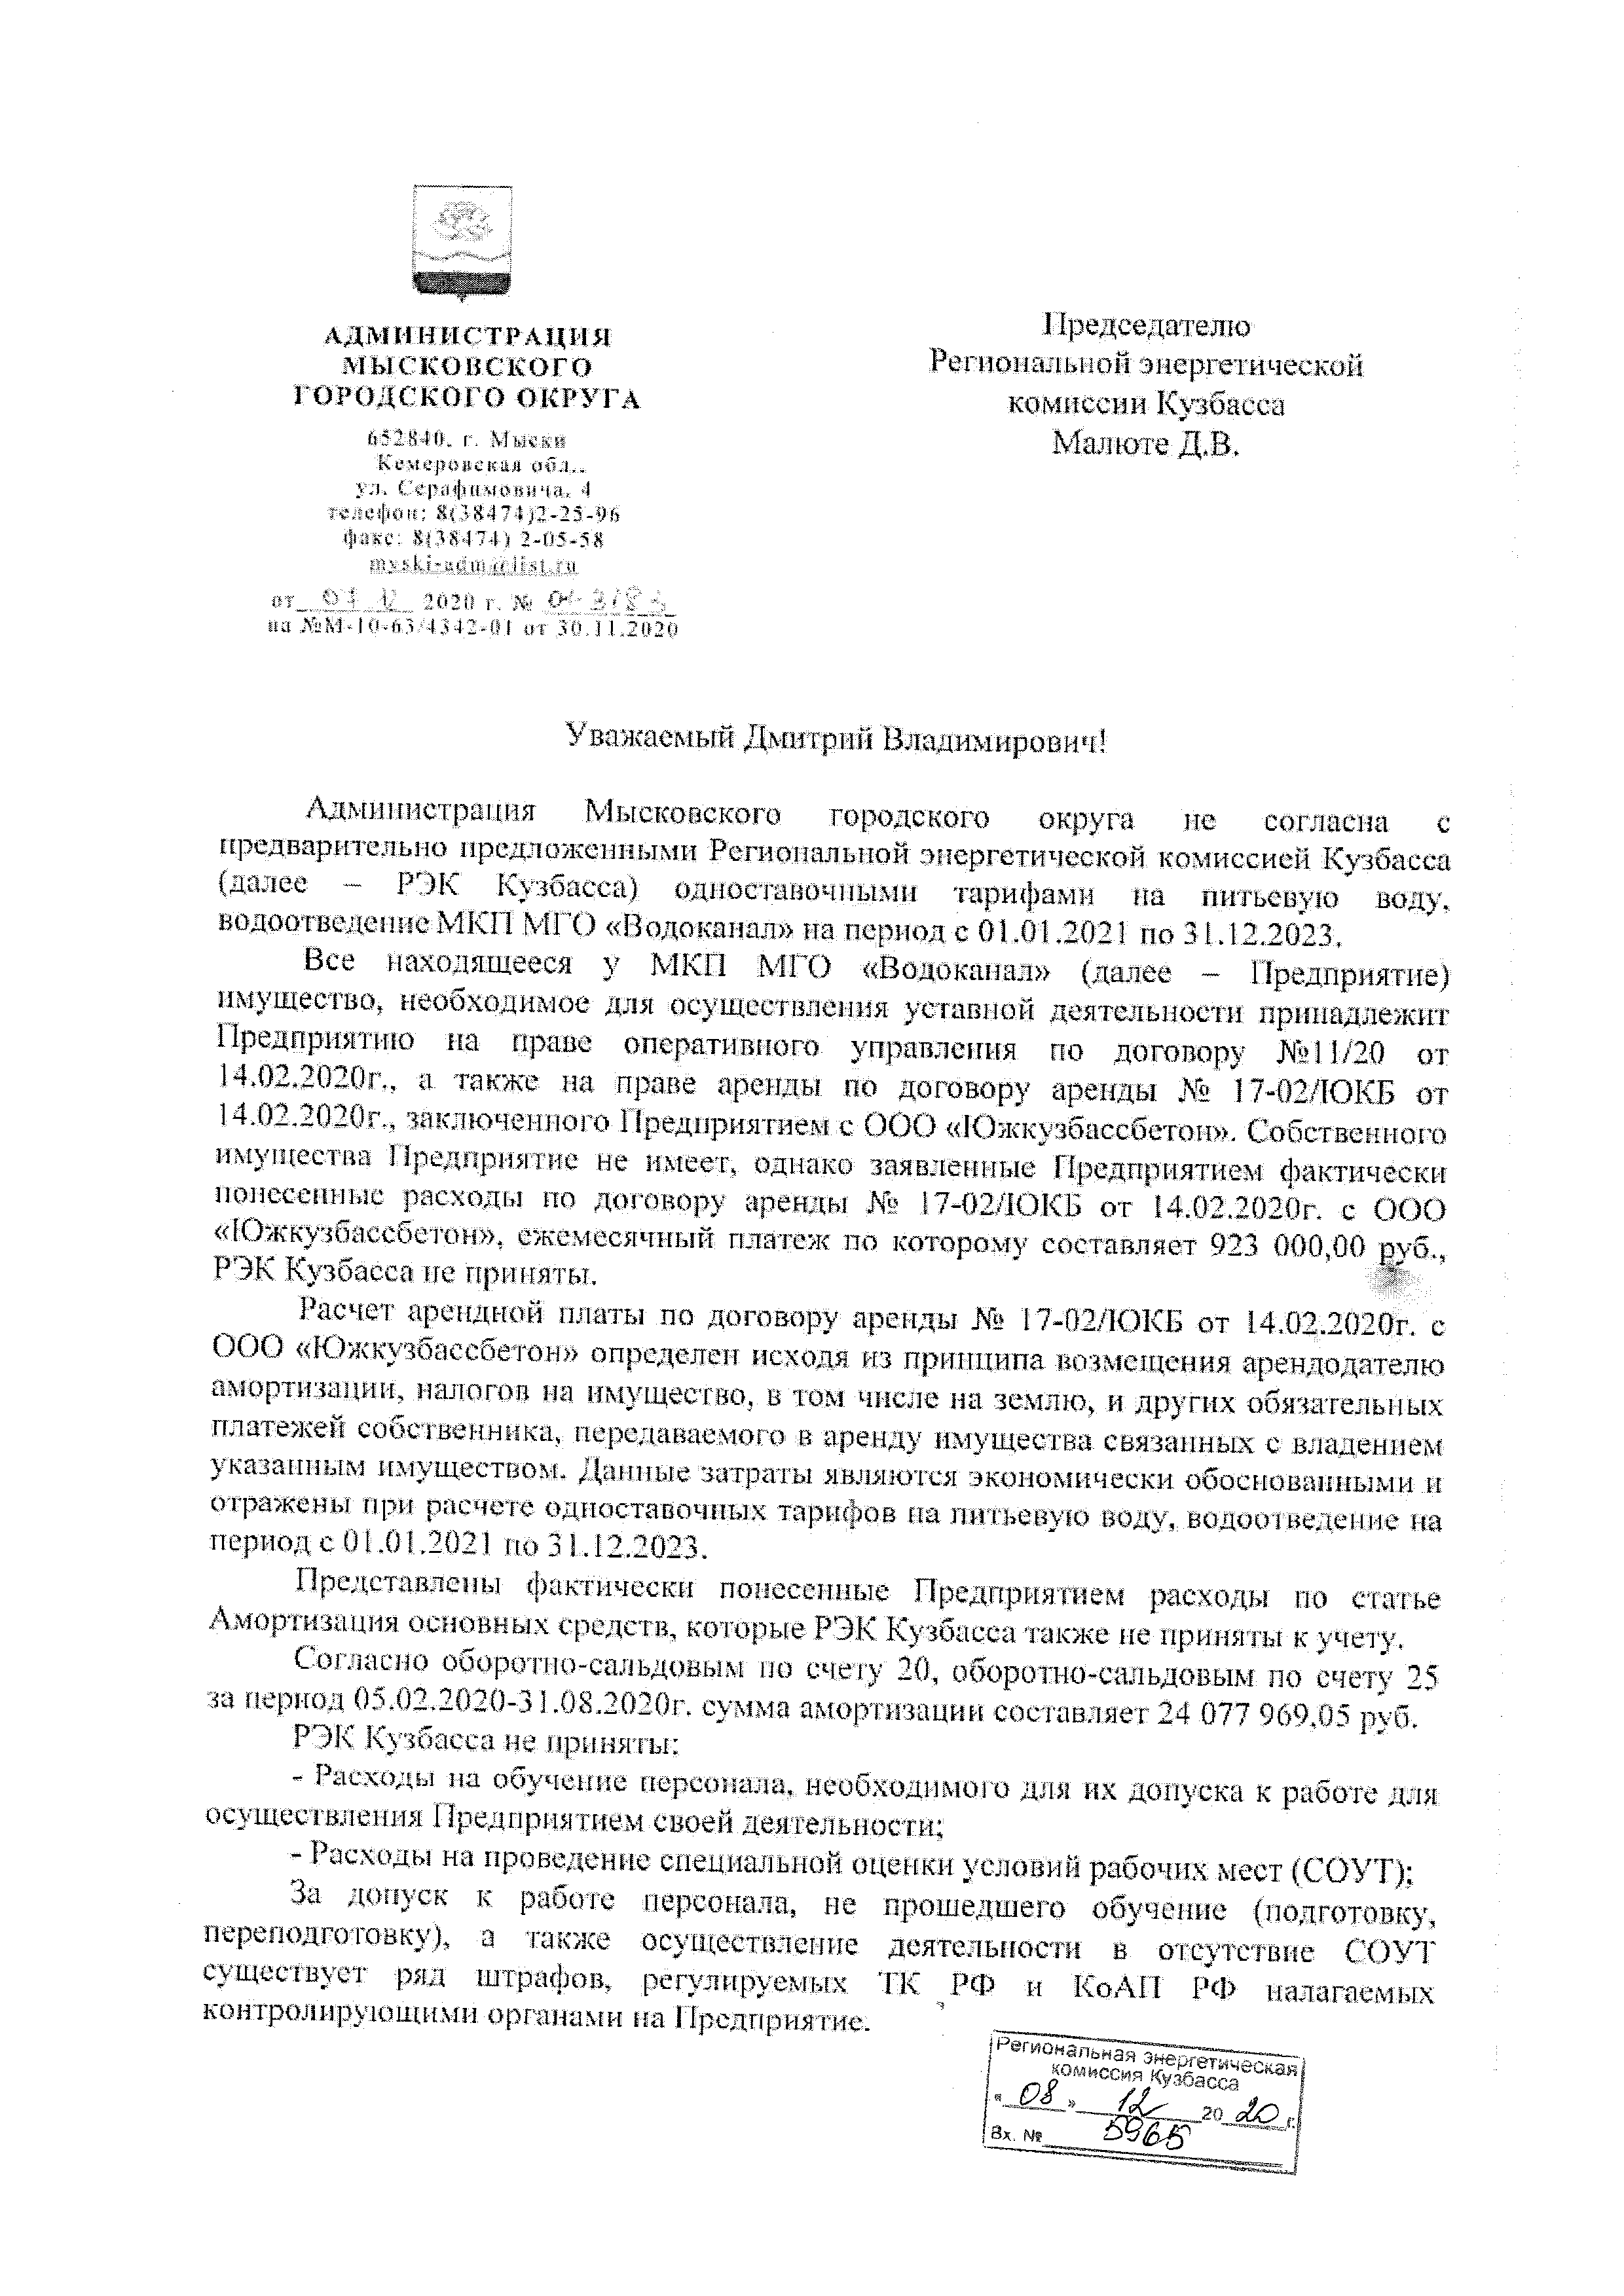 АДМИНИСТРАЦИЯ
МЫСКОВСКОГО
ГОРОДСКОГО ОКРУГА
652840, г. Мыски
Кемеровская обл.,
ул. Серафимовича, 4
телефон: 8(38474)2-25-96
факс: 8(38474) 2-05-58
myski-adm@list.ru
от 2020 г. №
на №М-10-63/4342-01 от 30.11.2020
Председателю
Региональной энергетической
комиссии Кузбасса
Малюте Д.В.
Уважаемый Дмитрий Владимирович!
Администрация Мысковского городского округа не согласна с
предварительно предложенными Региональной энергетической комиссией Кузбасса
(далее – РЭК Кузбасса) одноставочными тарифами на питьевую воду,
водоотведение МКП МГО «Водоканал» на период с 01.01.2021 по 31.12.2023.
Все находящееся у МКП МГО «Водоканал» (далее – Предприятие)
имущество, необходимое для осуществления уставной деятельности принадлежит
Предприятию на праве оперативного управления по договору №11/20 от
14.02.2020г., а также на праве аренды по договору аренды № 17-02/ЮКБ от
14.02.2020г., заключенного Предприятием с ООО «Южкузбассбетон». Собственного
имущества Предприятие не имеет, однако заявленные Предприятием фактически
понесенные расходы по договору аренды № 17-02/ЮКБ от 14.02.2020г. с ООО
«Южкузбассбетон», ежемесячный платеж по которому составляет 923 000,00 руб.,
РЭК Кузбасса не приняты.
Расчет арендной платы по договору аренды № 17-02/ЮКБ от 14.02.2020г. с
ООО «Южкузбассбетон» определен исходя из принципа возмещения арендодателю
амортизации, налогов на имущество, в том числе на землю, и других обязательных
платежей собственника, передаваемого в аренду имущества связанных с владением
указанным имуществом. Данные затраты являются экономически обоснованными и
отражены при расчете одноставочных тарифов на питьевую воду, водоотведение на
период с 01.01.2021 по 31.12.2023.
Представлены фактически понесенные Предприятием расходы по статье
Амортизация основных средств, которые РЭК Кузбасса также не приняты к учету.
Согласно оборотно-сальдовым по счету 20, оборотно-сальдовым по счету 25
за период 05.02.2020-31.08.2020г. сумма амортизации составляет 24 077 969,05 руб.
РЭК Кузбасса не приняты:
- Расходы на обучение персонала, необходимого для их допуска к работе для
осуществления Предприятием своей деятельности;
- Расходы на проведение специальной оценки условий рабочих мест (СОУТ);
За допуск к работе персонала, не прошедшего обучение (подготовку,
переподготовку), а также осуществление деятельности в отсутствие СОУТ
существует ряд штрафов, регулируемых ТК РФ и КоАП РФ налагаемых
контролирующими органами на Предприятие.
Региональная энергетическая
комиссия Кузбасса
« 08 » 12 20 20 г.
Вх. № 5965